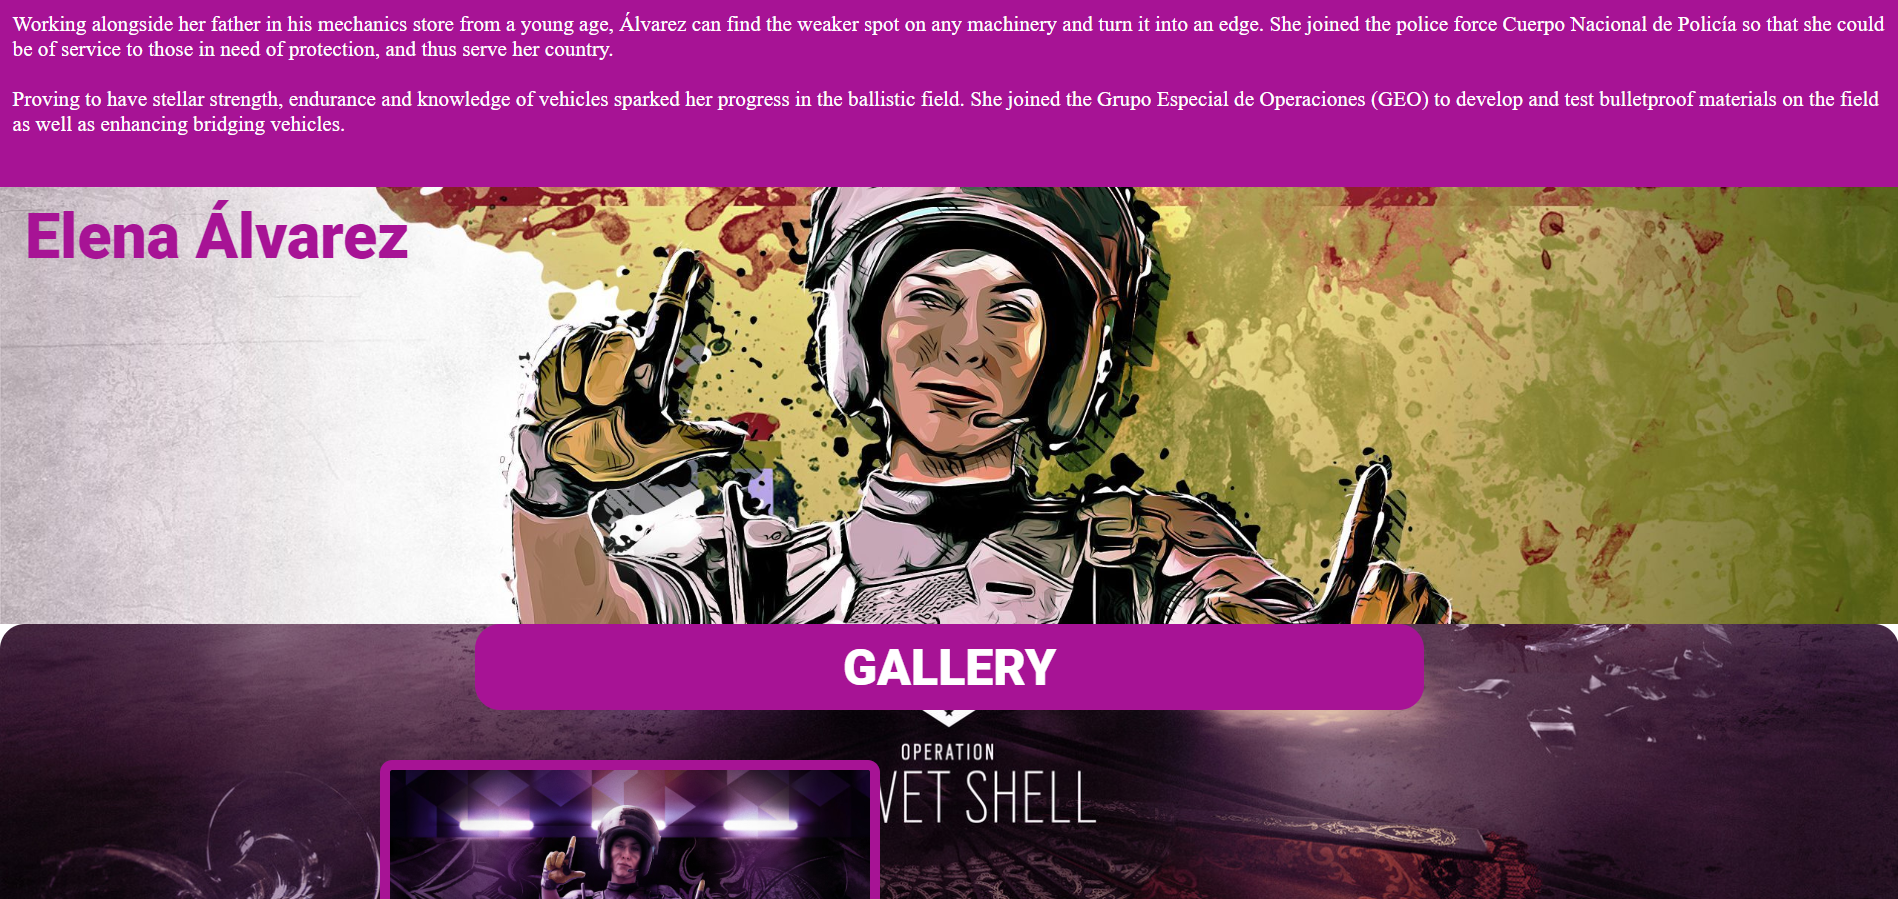 Working alongside her father in his mechanics store from a young age, Álvarez can find the weaker spot on any machinery and turn it into an edge. She joined the police force Cuerpo Nacional de Policía so that she could
be of service to those in need of protection, and thus serve her country.
Proving to have stellar strength, endurance and knowledge of vehicles sparked her progress in the ballistic field. She joined the Grupo Especial de Operaciones (GEO) to develop and test bulletproof materials on the field
as well as enhancing bridging vehicles.
Elena Álvarez
GALLERY
OPERATION
VET SHELL